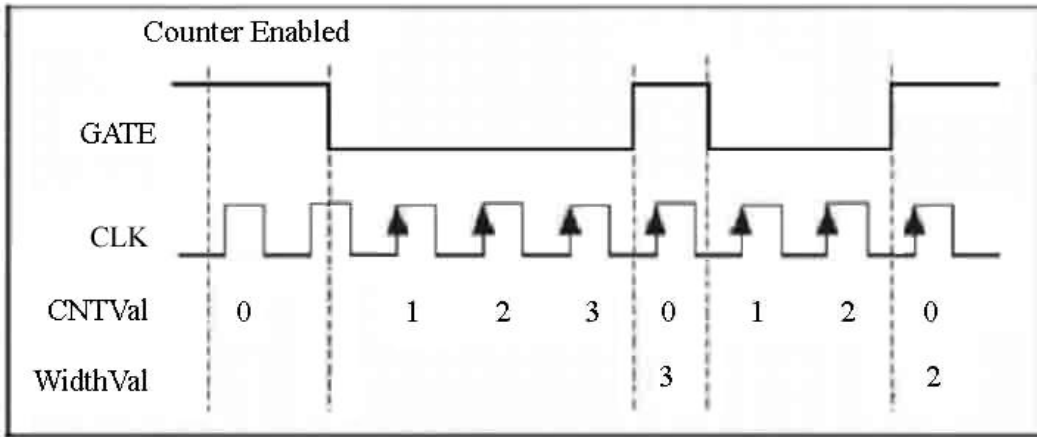 Counter Enabled
GATE
CLK
CNTVal 0 1 2 3 0 1 2 0
WidthVal 3 2